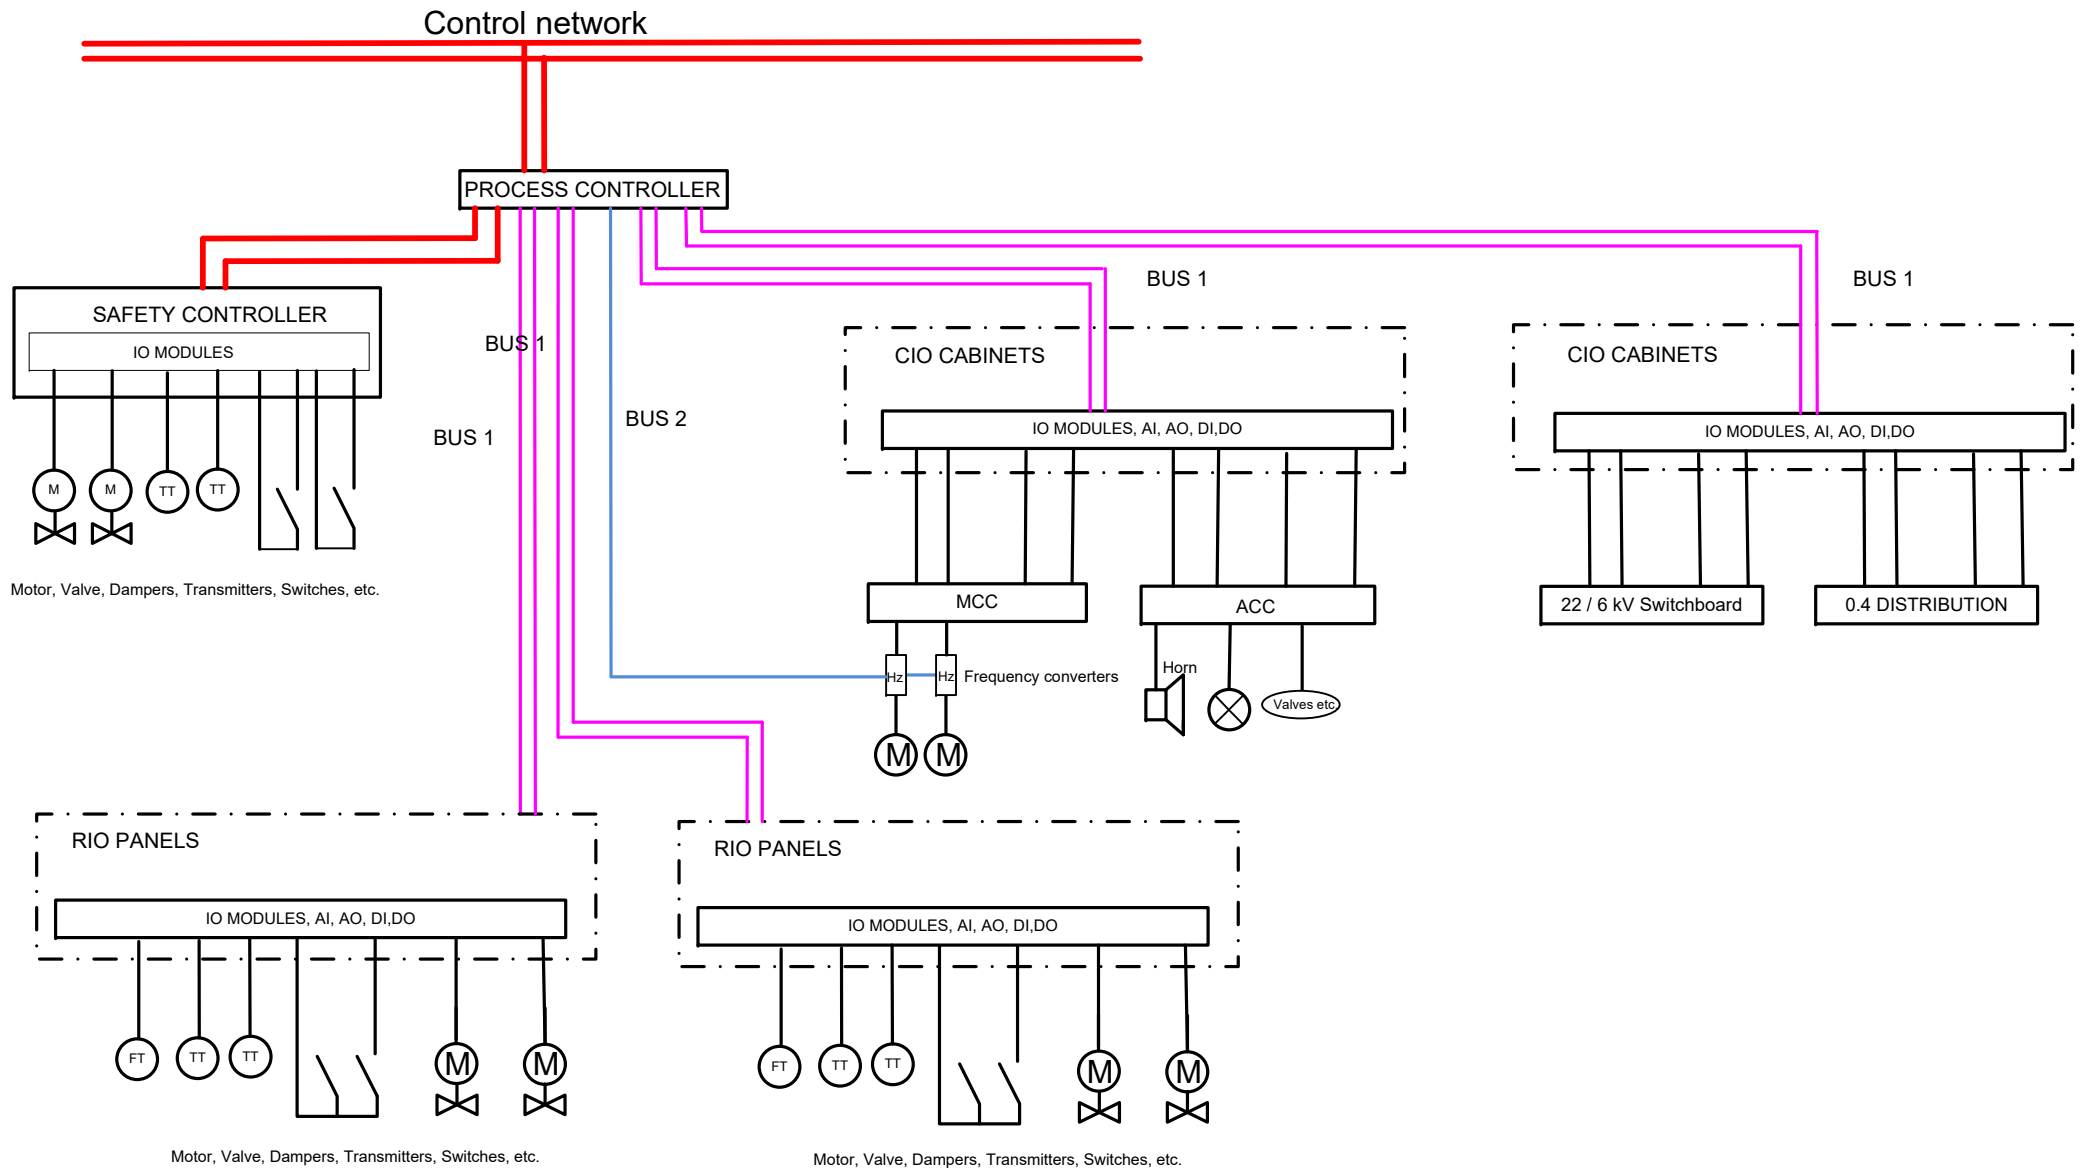 Control network
PROCESS CONTROLLER
BUS 1
BUS 1
SAFETY CONTROLLER
IO MODULES
BUS 1
CIO CABINETS
CIO CABINETS
BUS 2
BUS 1
IO MODULES, AI, AO, DI,DO
IO MODULES, AI, AO, DI,DO
M
M
TT
TT
Motor, Valve, Dampers, Transmitters, Switches, etc.
MCC
ACC
22 / 6 kV Switchboard
0.4 DISTRIBUTION
Horn
Hz
Hz
Frequency converters
Valves etc.
M
M
RIO PANELS
RIO PANELS
IO MODULES, AI, AO, DI,DO
IO MODULES, AI, AO, DI,DO
FT
TT
TT
M
M
FT
TT
TT
M
M
Motor, Valve, Dampers, Transmitters, Switches, etc.
Motor, Valve, Dampers, Transmitters, Switches, etc.